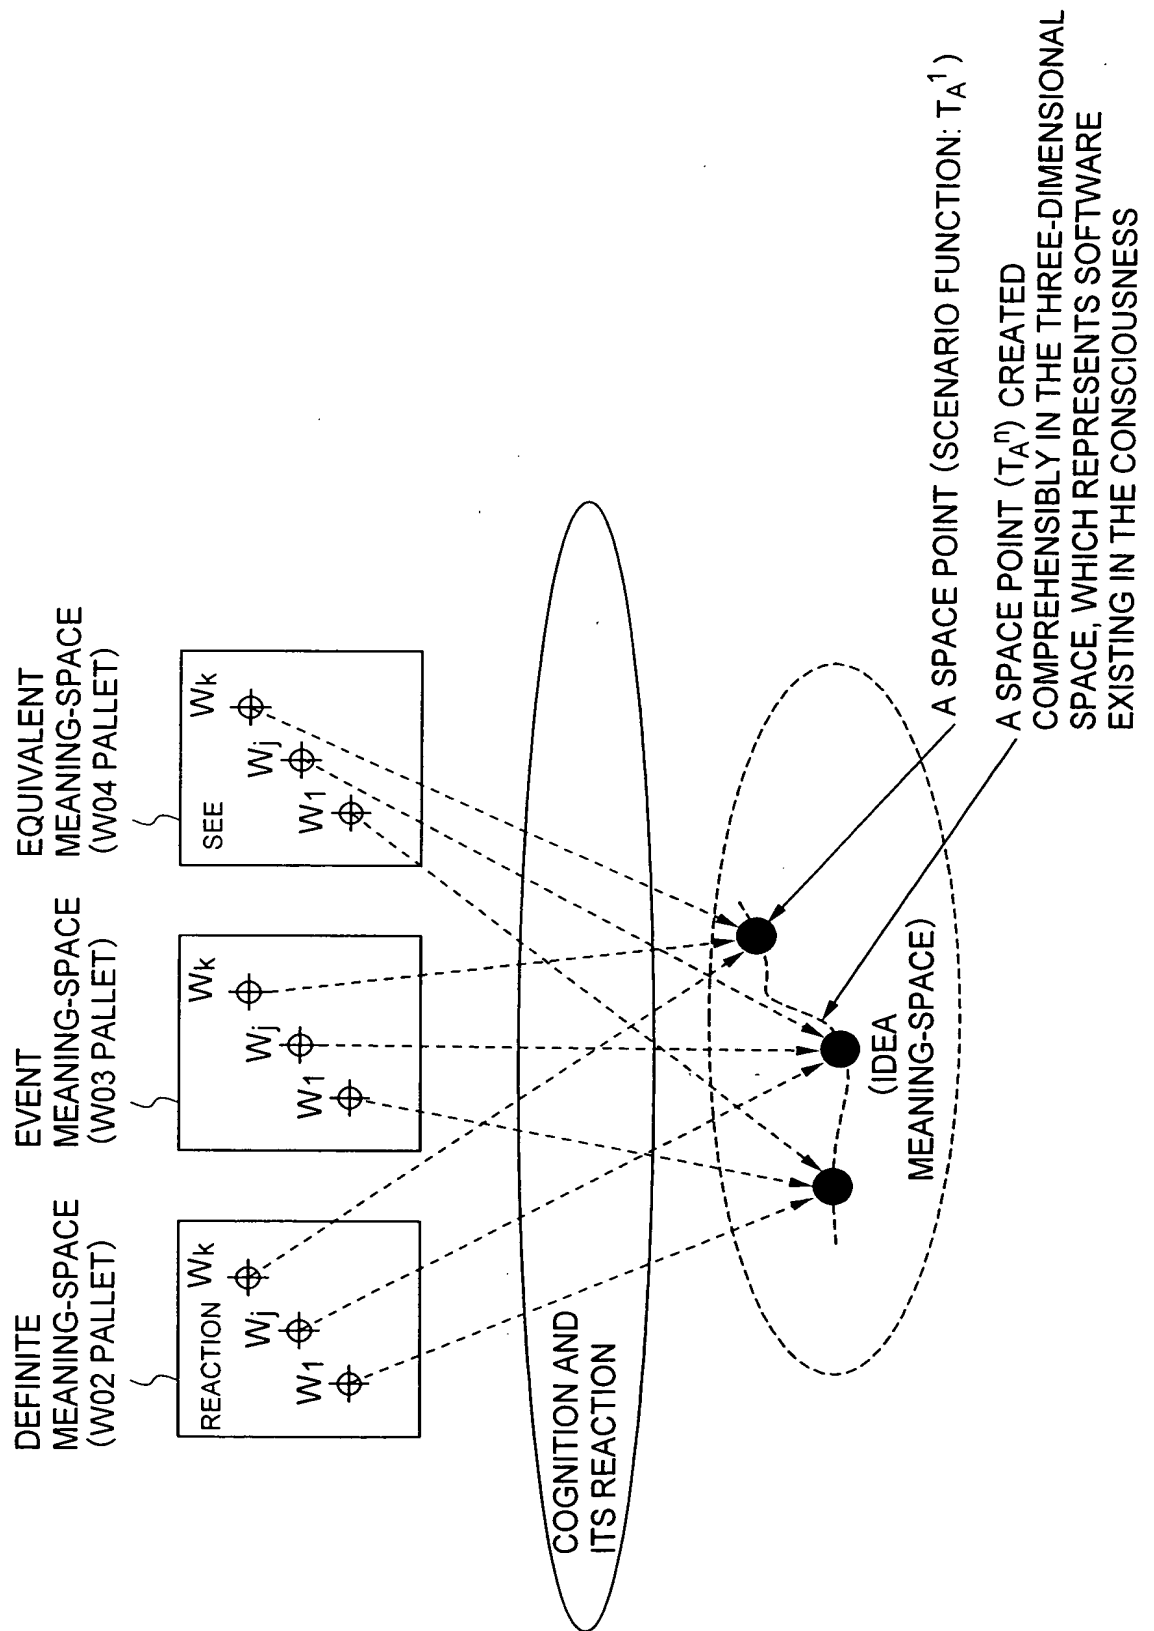 DEFINITE
MEANING-SPACE
(W02 PALLET)
REACTION
W1
Wj
Wk
EVENT
MEANING-SPACE
(W03 PALLET)
W1
Wj
Wk
EQUIVALENT
MEANING-SPACE
(W04 PALLET)
SEE
W1
Wj
Wk
COGNITION AND
ITS REACTION
(IDEA
MEANING-SPACE)
A SPACE POINT (SCENARIO FUNCTION: TA1)
A SPACE POINT (TAn) CREATED
COMPREHENSIBLY IN THE THREE-DIMENSIONAL
SPACE, WHICH REPRESENTS SOFTWARE
EXISTING IN THE CONSCIOUSNESS